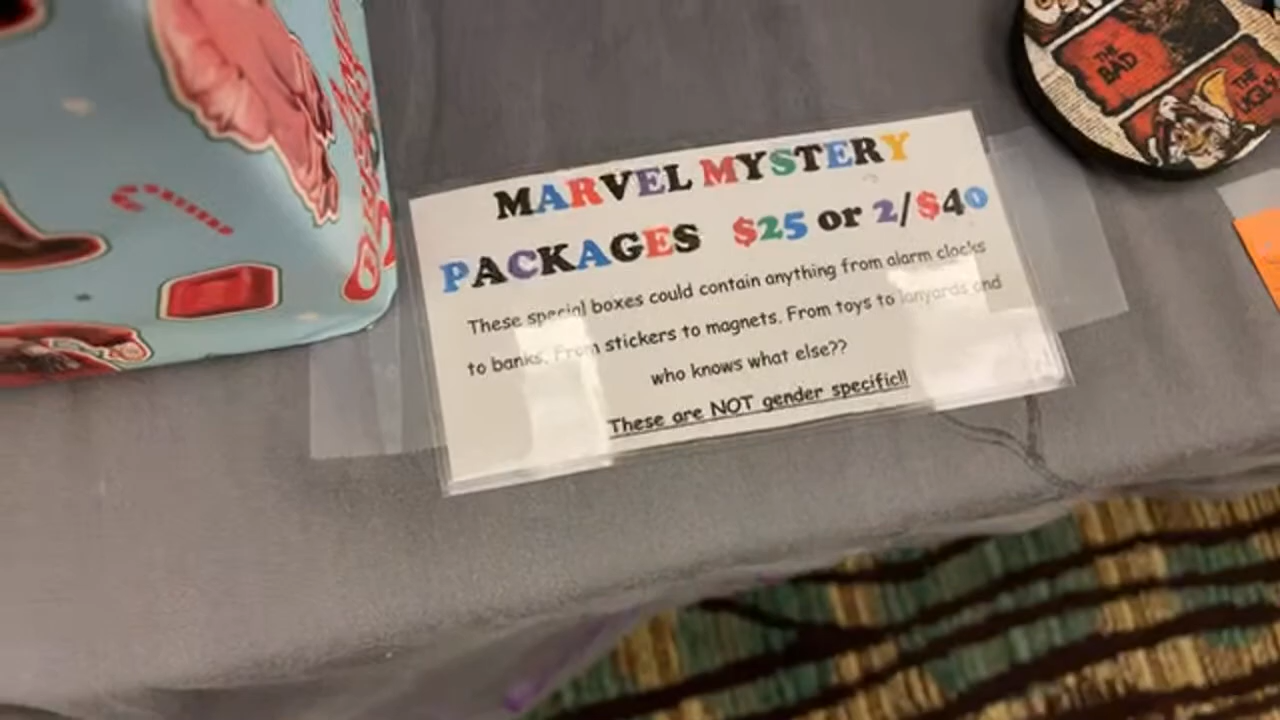 MARVEL MYSTERY
PACKAGES $25 or 2/$40
These special boxes could contain anything from alarm clocks
to banks. From stickers to magnets. From toys to lanyards and
who knows what else??
These are NOT gender specific!!
THE
BAD
THE
UGLY